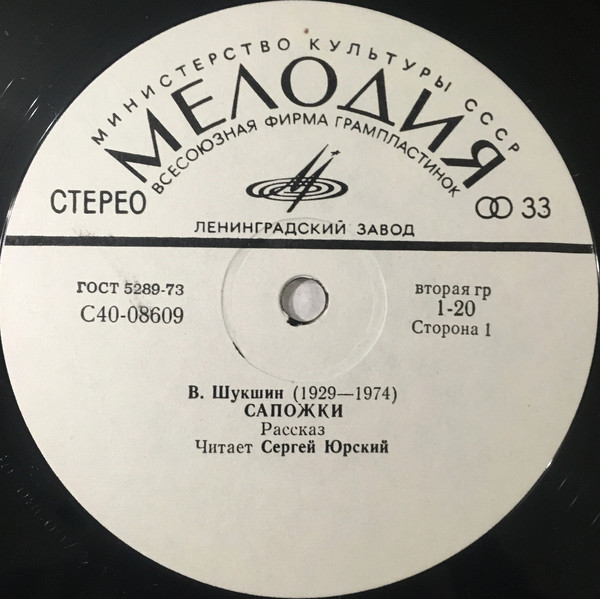 МИНИСТЕРСТВО КУЛЬТУРЫ СССР
МЕЛОДИЯ
ВСЕСОЮЗНАЯ ФИРМА ГРАМПЛАСТИНОК
СТЕРЕО
33
ЛЕНИНГРАДСКИЙ ЗАВОД
ГОСТ 5289-73
С40-08609
вторая гр
1-20
Сторона 1
В. Шукшин (1929—1974)
САПОЖКИ
Рассказ
Читает Сергей Юрский